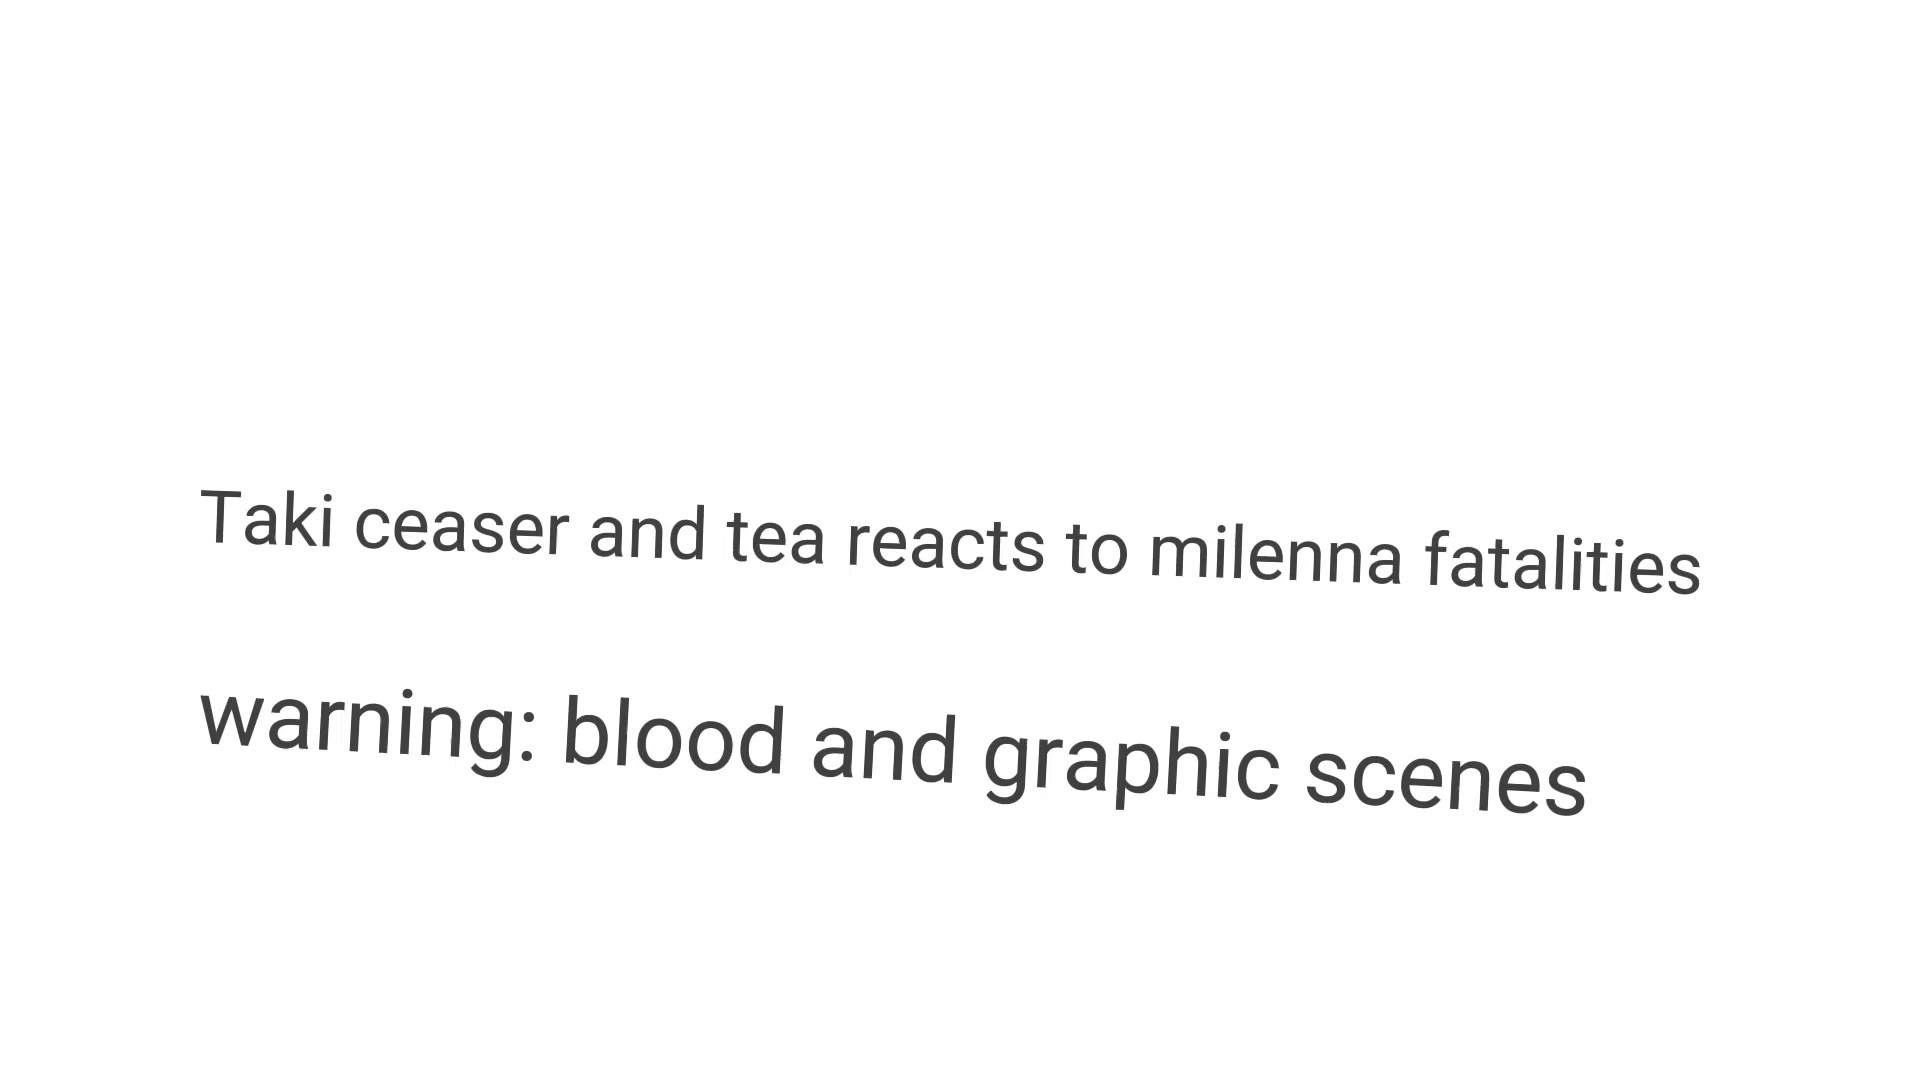 Taki ceaser and tea reacts to milenna fatalities
warning: blood and graphic scenes